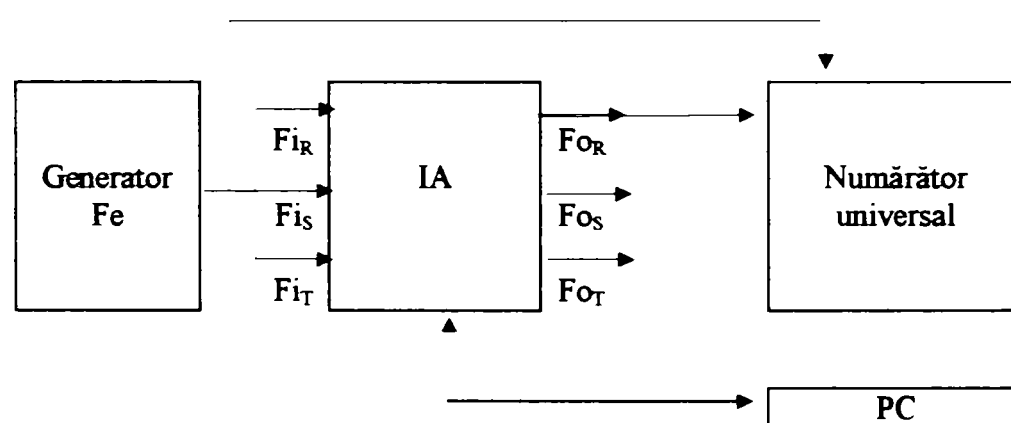 Generator
Fe
Fi_R
Fi_S
Fi_T
IA
Fo_R
Fo_S
Fo_T
Numărător
universal
PC